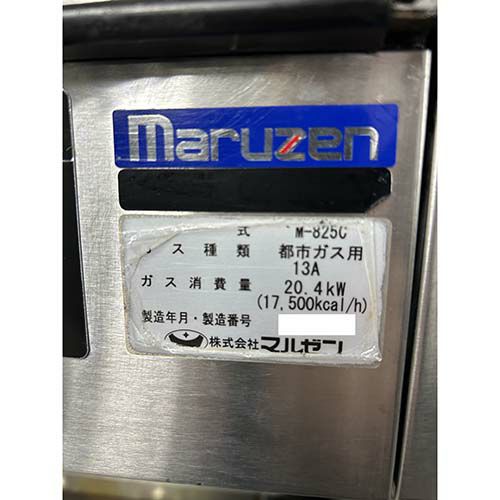 maruzen
式 M-825C
ス種類 都市ガス用
13A
ガス消費量 20.4kW
(17,500kcal/h)
製造年月・製造番号
株式会社 マルゼン